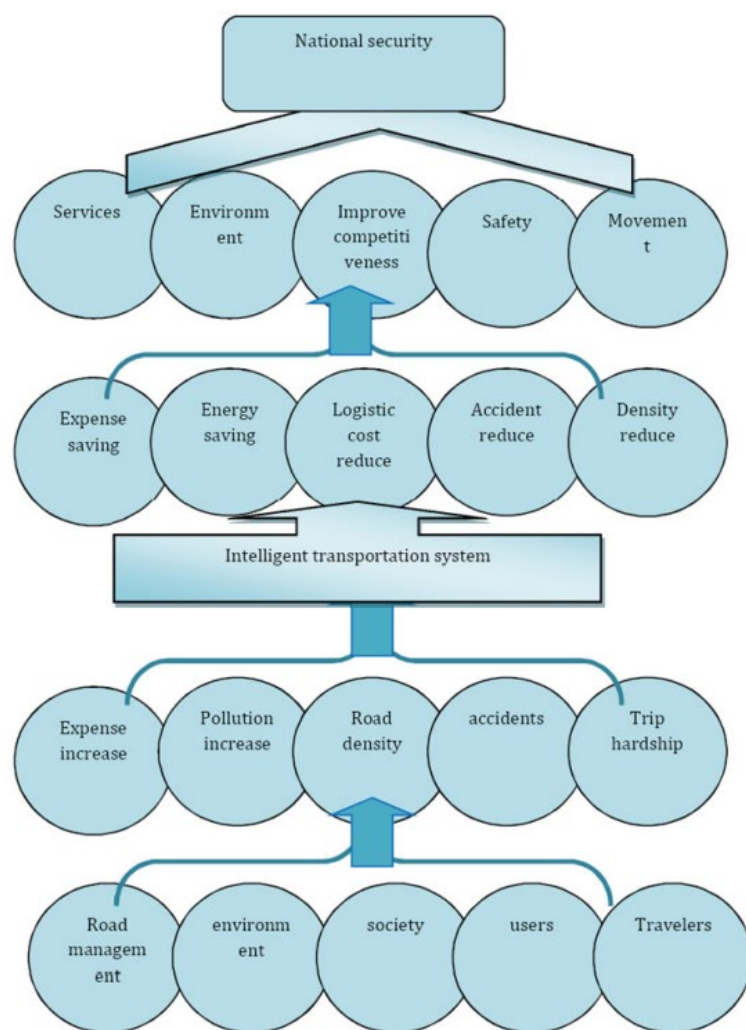 National security
Services
Environm
ent
Improve
competiti
veness
Safety
Movemen
t
Expense
saving
Energy
saving
Logistic
cost
reduce
Accident
reduce
Density
reduce
Intelligent transportation system
Expense
increase
Pollution
increase
Road
density
accidents
Trip
hardship
Road
managem
ent
environm
ent
society
users
Travelers